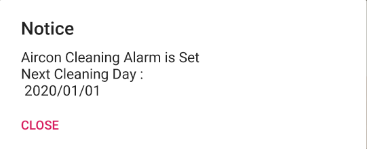 Notice
Aircon Cleaning Alarm is Set
Next Cleaning Day :
2020/01/01
CLOSE